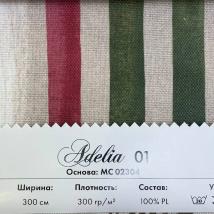 Adelia 01
Основа: MC 02304
Ширина: Плотность: Состав:
300 см 300 гр/м² 100% PL